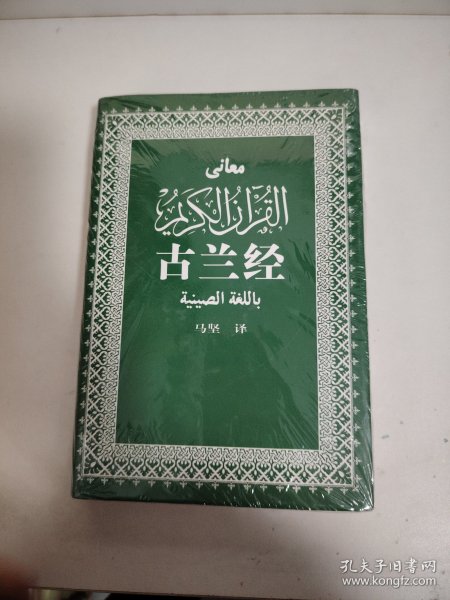 معاني
القرآن الكريم
古兰经
باللغة الصينية
马坚 译
孔夫子旧书网
www.kongfz.com